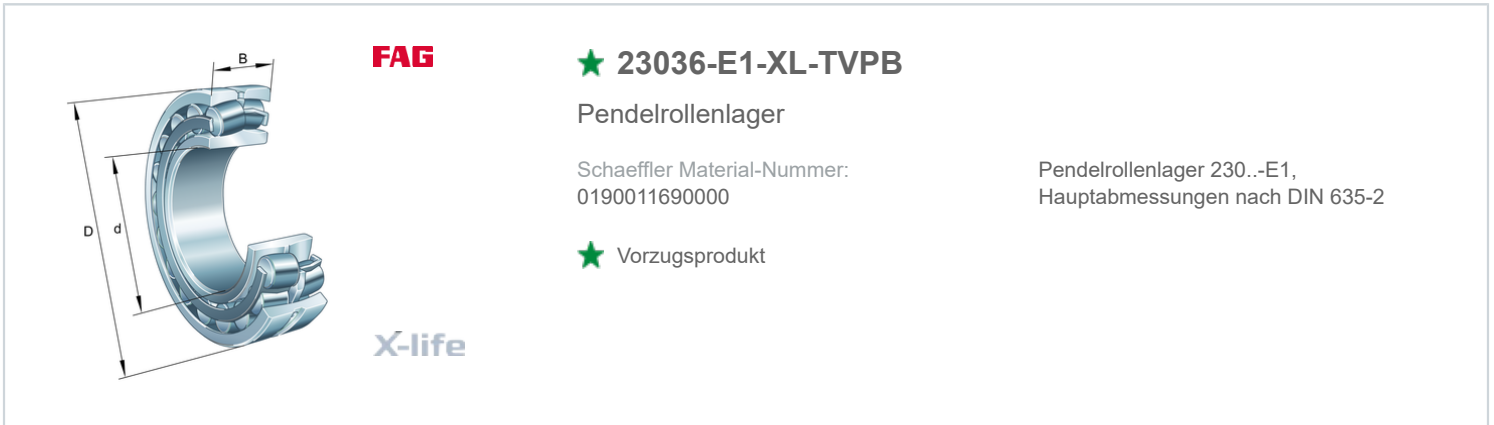 FAG
B
D
d
X-life
23036-E1-XL-TVPB
Pendelrollenlager
Schaeffler Material-Nummer:
0190011690000
Vorzugsprodukt
Pendelrollenlager 230..-E1,
Hauptabmessungen nach DIN 635-2